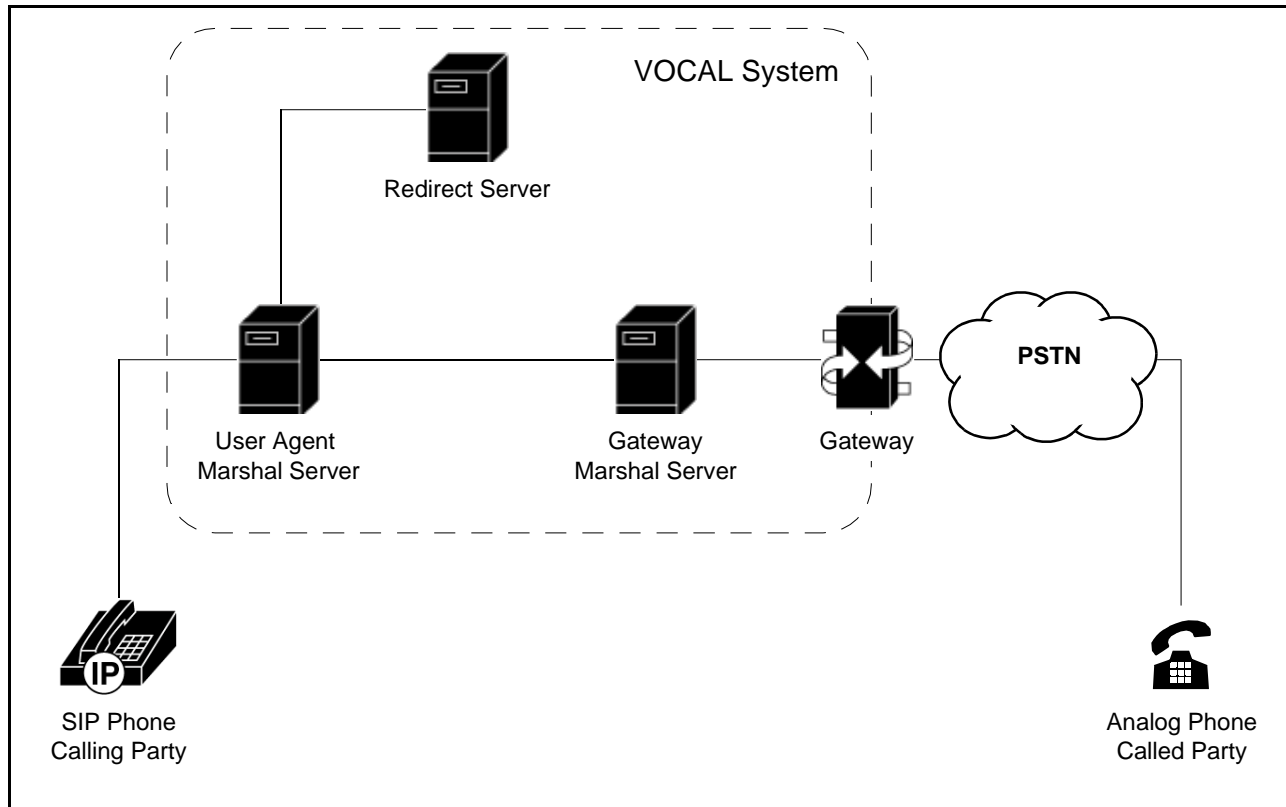 VOCAL System
Redirect Server
PSTN
User Agent
Marshal Server
Gateway
Marshal Server
Gateway
IP
SIP Phone
Calling Party
Analog Phone
Called Party